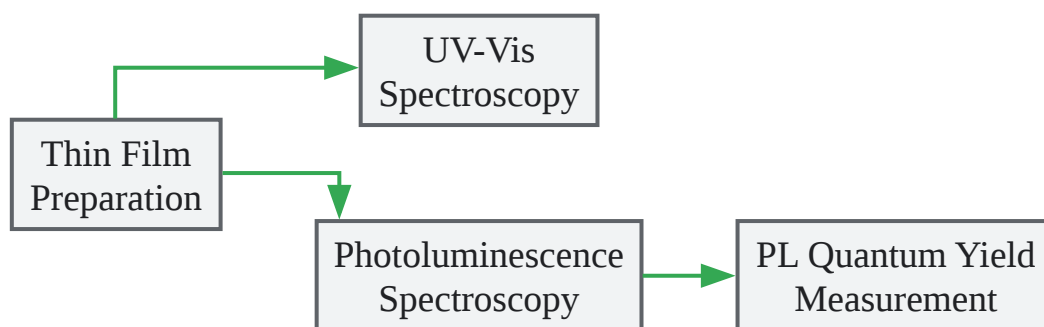 UV-Vis
Spectroscopy
Thin Film
Preparation
Photoluminescence
Spectroscopy
PL Quantum Yield
Measurement